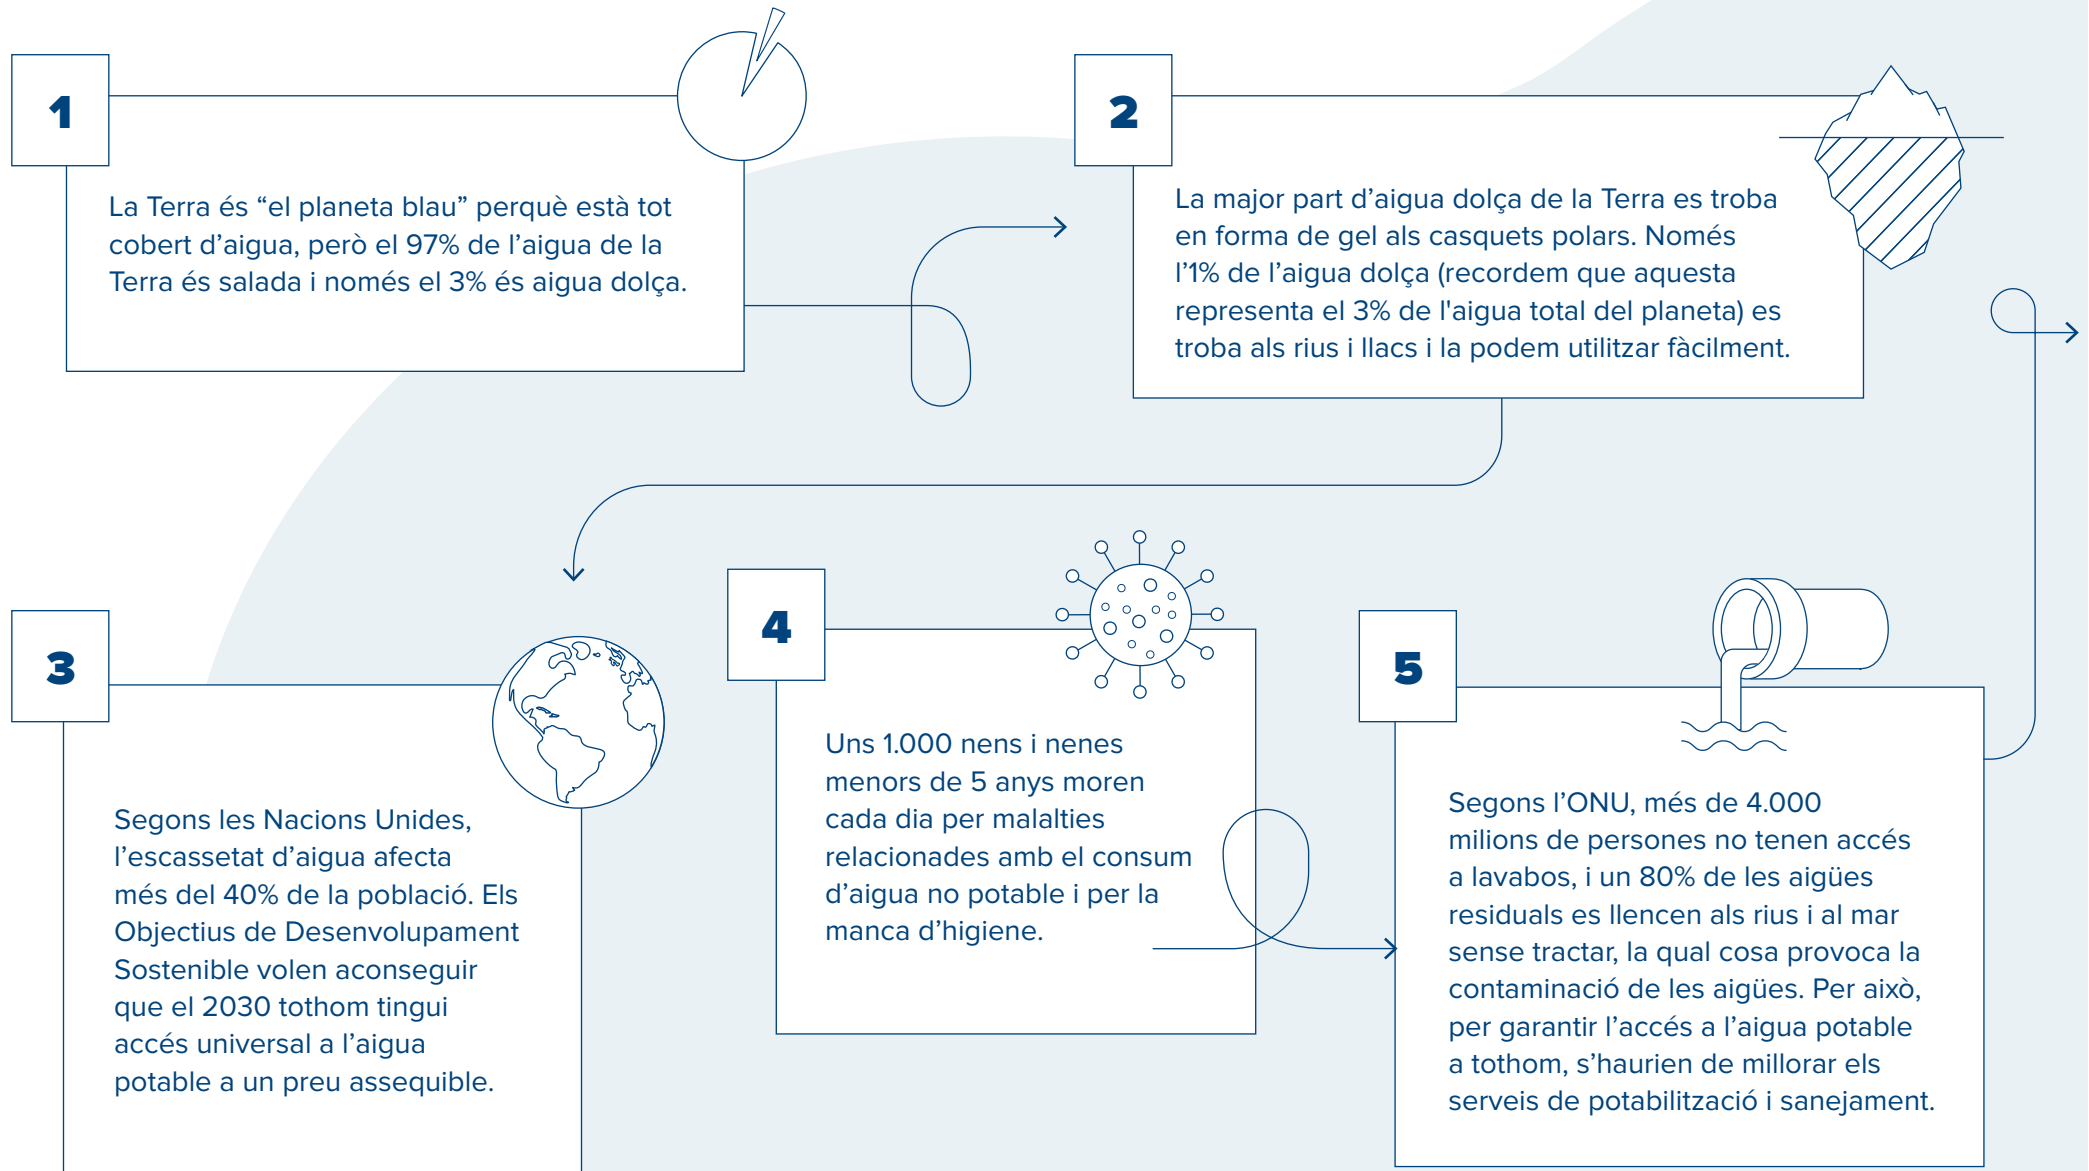 1
La Terra és “el planeta blau” perquè està tot
cobert d’aigua, però el 97% de l’aigua de la
Terra és salada i només el 3% és aigua dolça.
2
La major part d’aigua dolça de la Terra es troba
en forma de gel als casquets polars. Només
l’1% de l’aigua dolça (recordem que aquesta
representa el 3% de l'aigua total del planeta) es
troba als rius i llacs i la podem utilitzar fàcilment.
3
Segons les Nacions Unides,
l’escassetat d’aigua afecta
més del 40% de la població. Els
Objectius de Desenvolupament
Sostenible volen aconseguir
que el 2030 tothom tingui
accés universal a l’aigua
potable a un preu assequible.
4
Uns 1.000 nens i nenes
menors de 5 anys moren
cada dia per malalties
relacionades amb el consum
d’aigua no potable i per la
manca d’higiene.
5
Segons l’ONU, més de 4.000
milions de persones no tenen accés
a lavabos, i un 80% de les aigües
residuals es llencen als rius i al mar
sense tractar, la qual cosa provoca la
contaminació de les aigües. Per això,
per garantir l’accés a l’aigua potable
a tothom, s’haurien de millorar els
serveis de potabilització i sanejament.